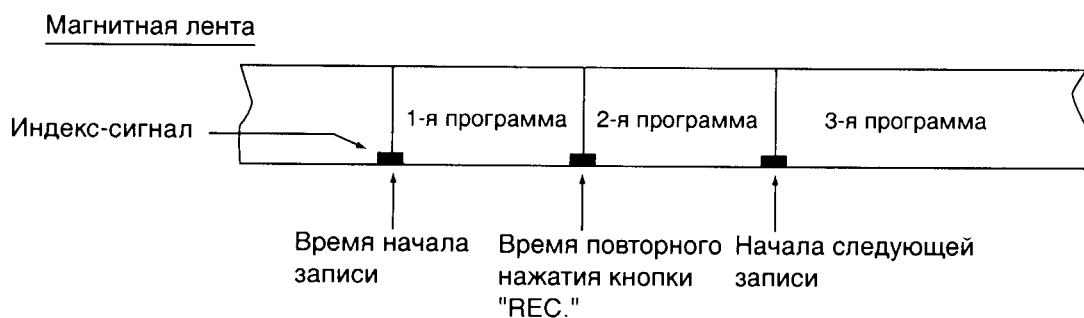 Магнитная лента
1-я программа
2-я программа
3-я программа
Индекс-сигнал
Время начала
записи
Время повторного
нажатия кнопки
"REC."
Начала следующей
записи